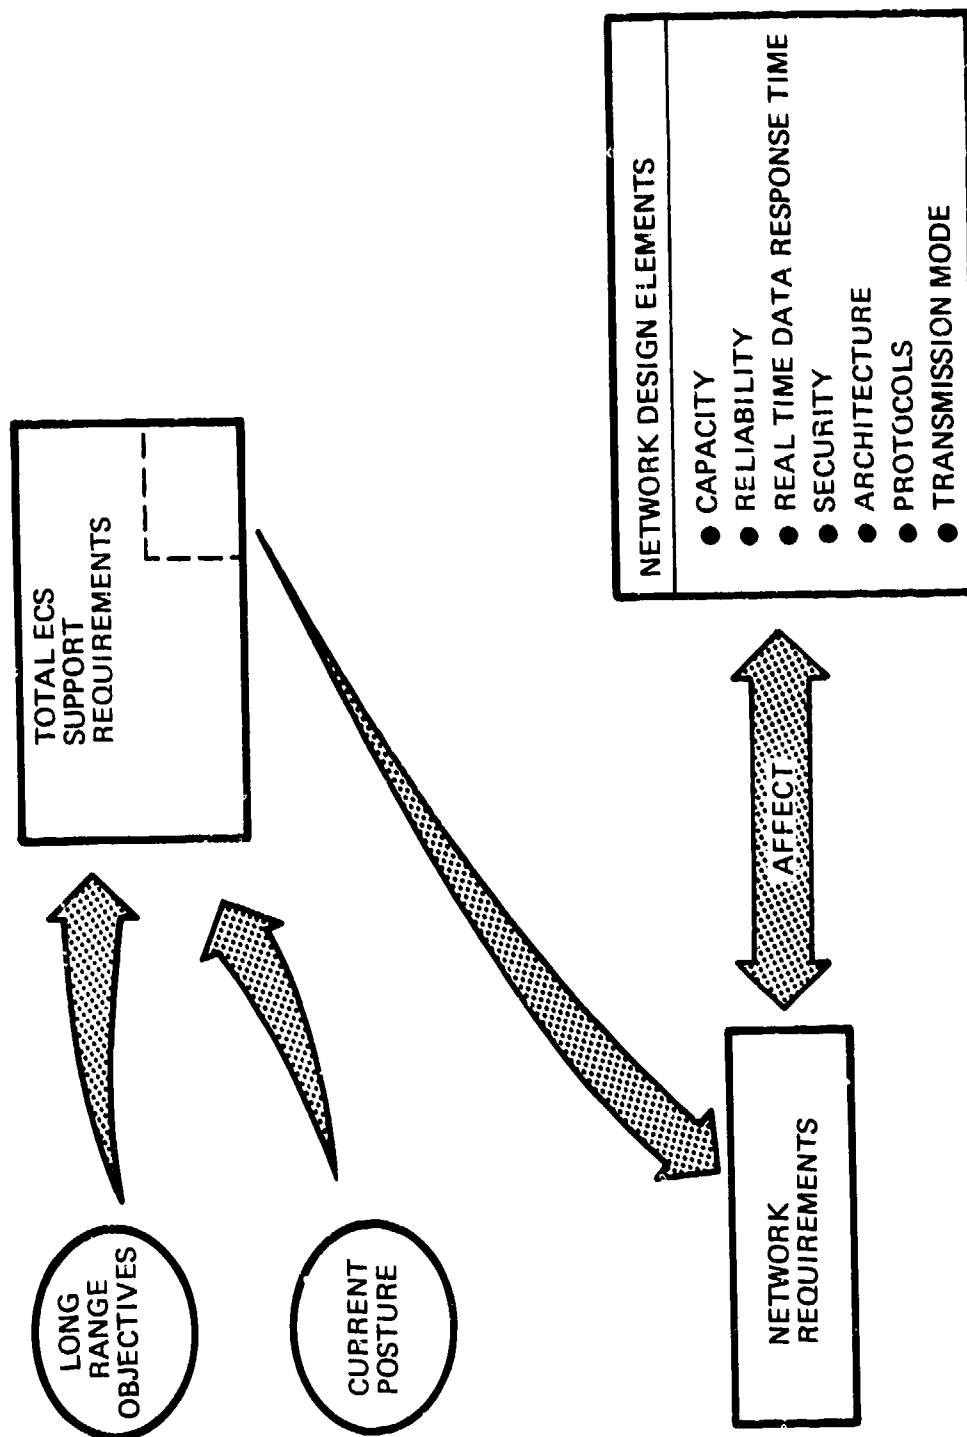 LONG
RANGE
OBJECTIVES
CURRENT
POSTURE
TOTAL ECS
SUPPORT
REQUIREMENTS
NETWORK
REQUIREMENTS
AFFECT
NETWORK DESIGN ELEMENTS
● CAPACITY
● RELIABILITY
● REAL TIME DATA RESPONSE TIME
● SECURITY
● ARCHITECTURE
● PROTOCOLS
● TRANSMISSION MODE